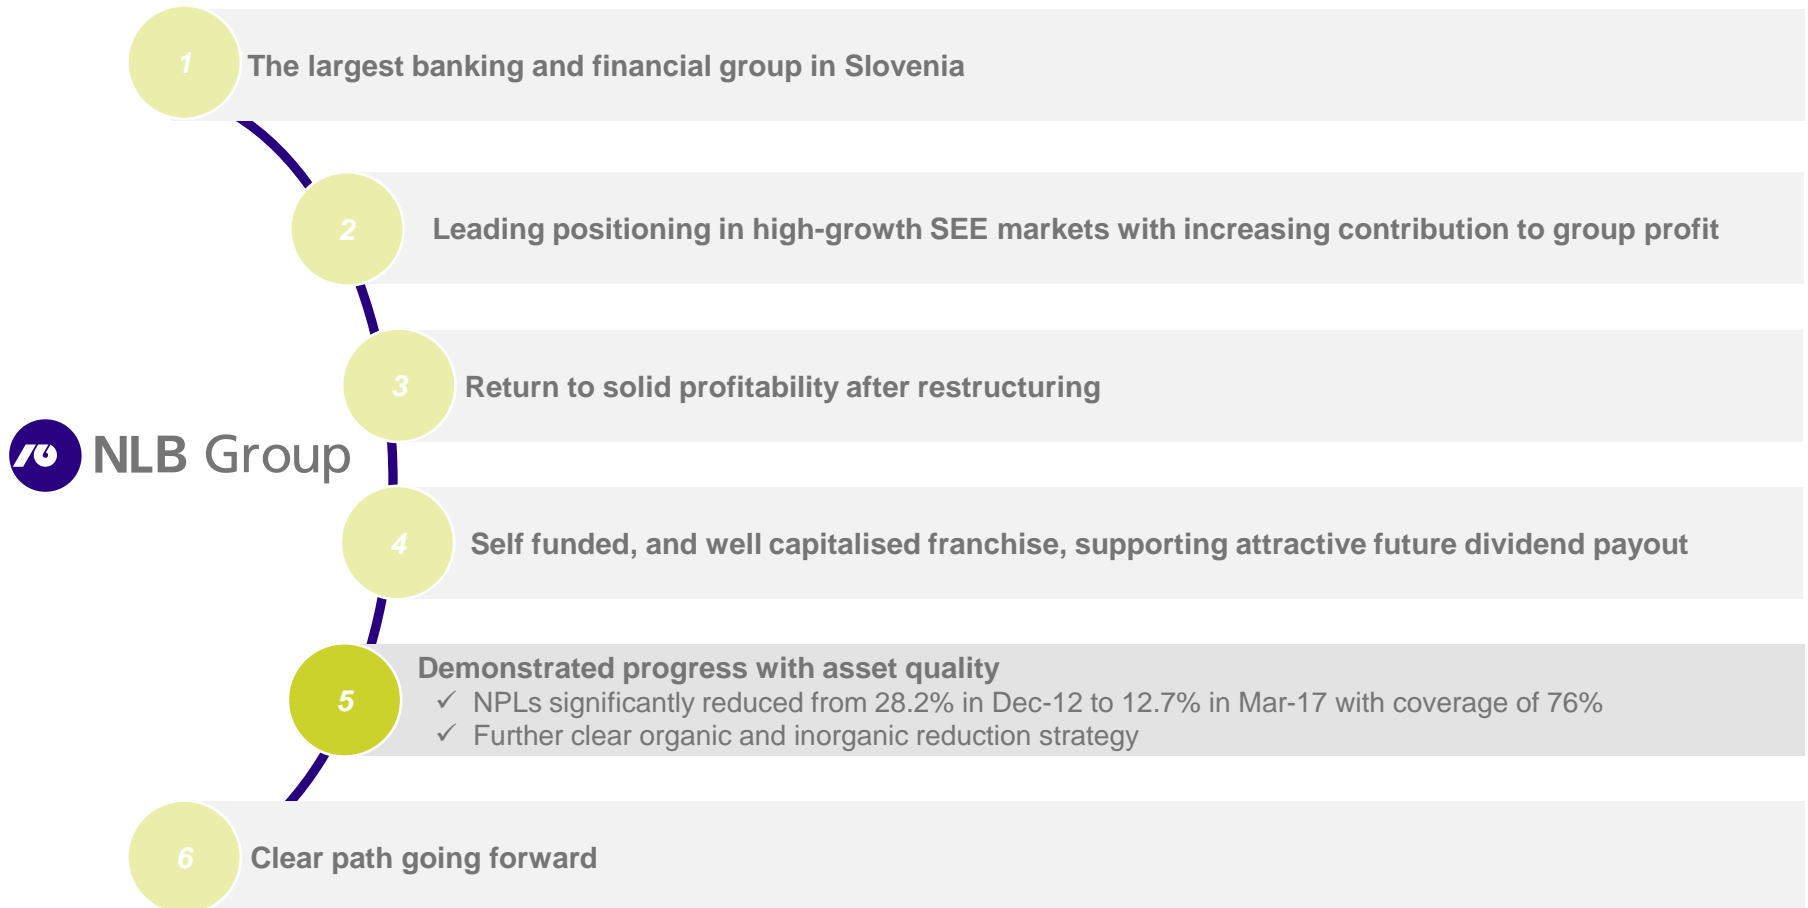 1
The largest banking and financial group in Slovenia
2
Leading positioning in high-growth SEE markets with increasing contribution to group profit
3
Return to solid profitability after restructuring
NLB Group
4
Self funded, and well capitalised franchise, supporting attractive future dividend payout
5
Demonstrated progress with asset quality
✓ NPLs significantly reduced from 28.2% in Dec-12 to 12.7% in Mar-17 with coverage of 76%
✓ Further clear organic and inorganic reduction strategy
6
Clear path going forward